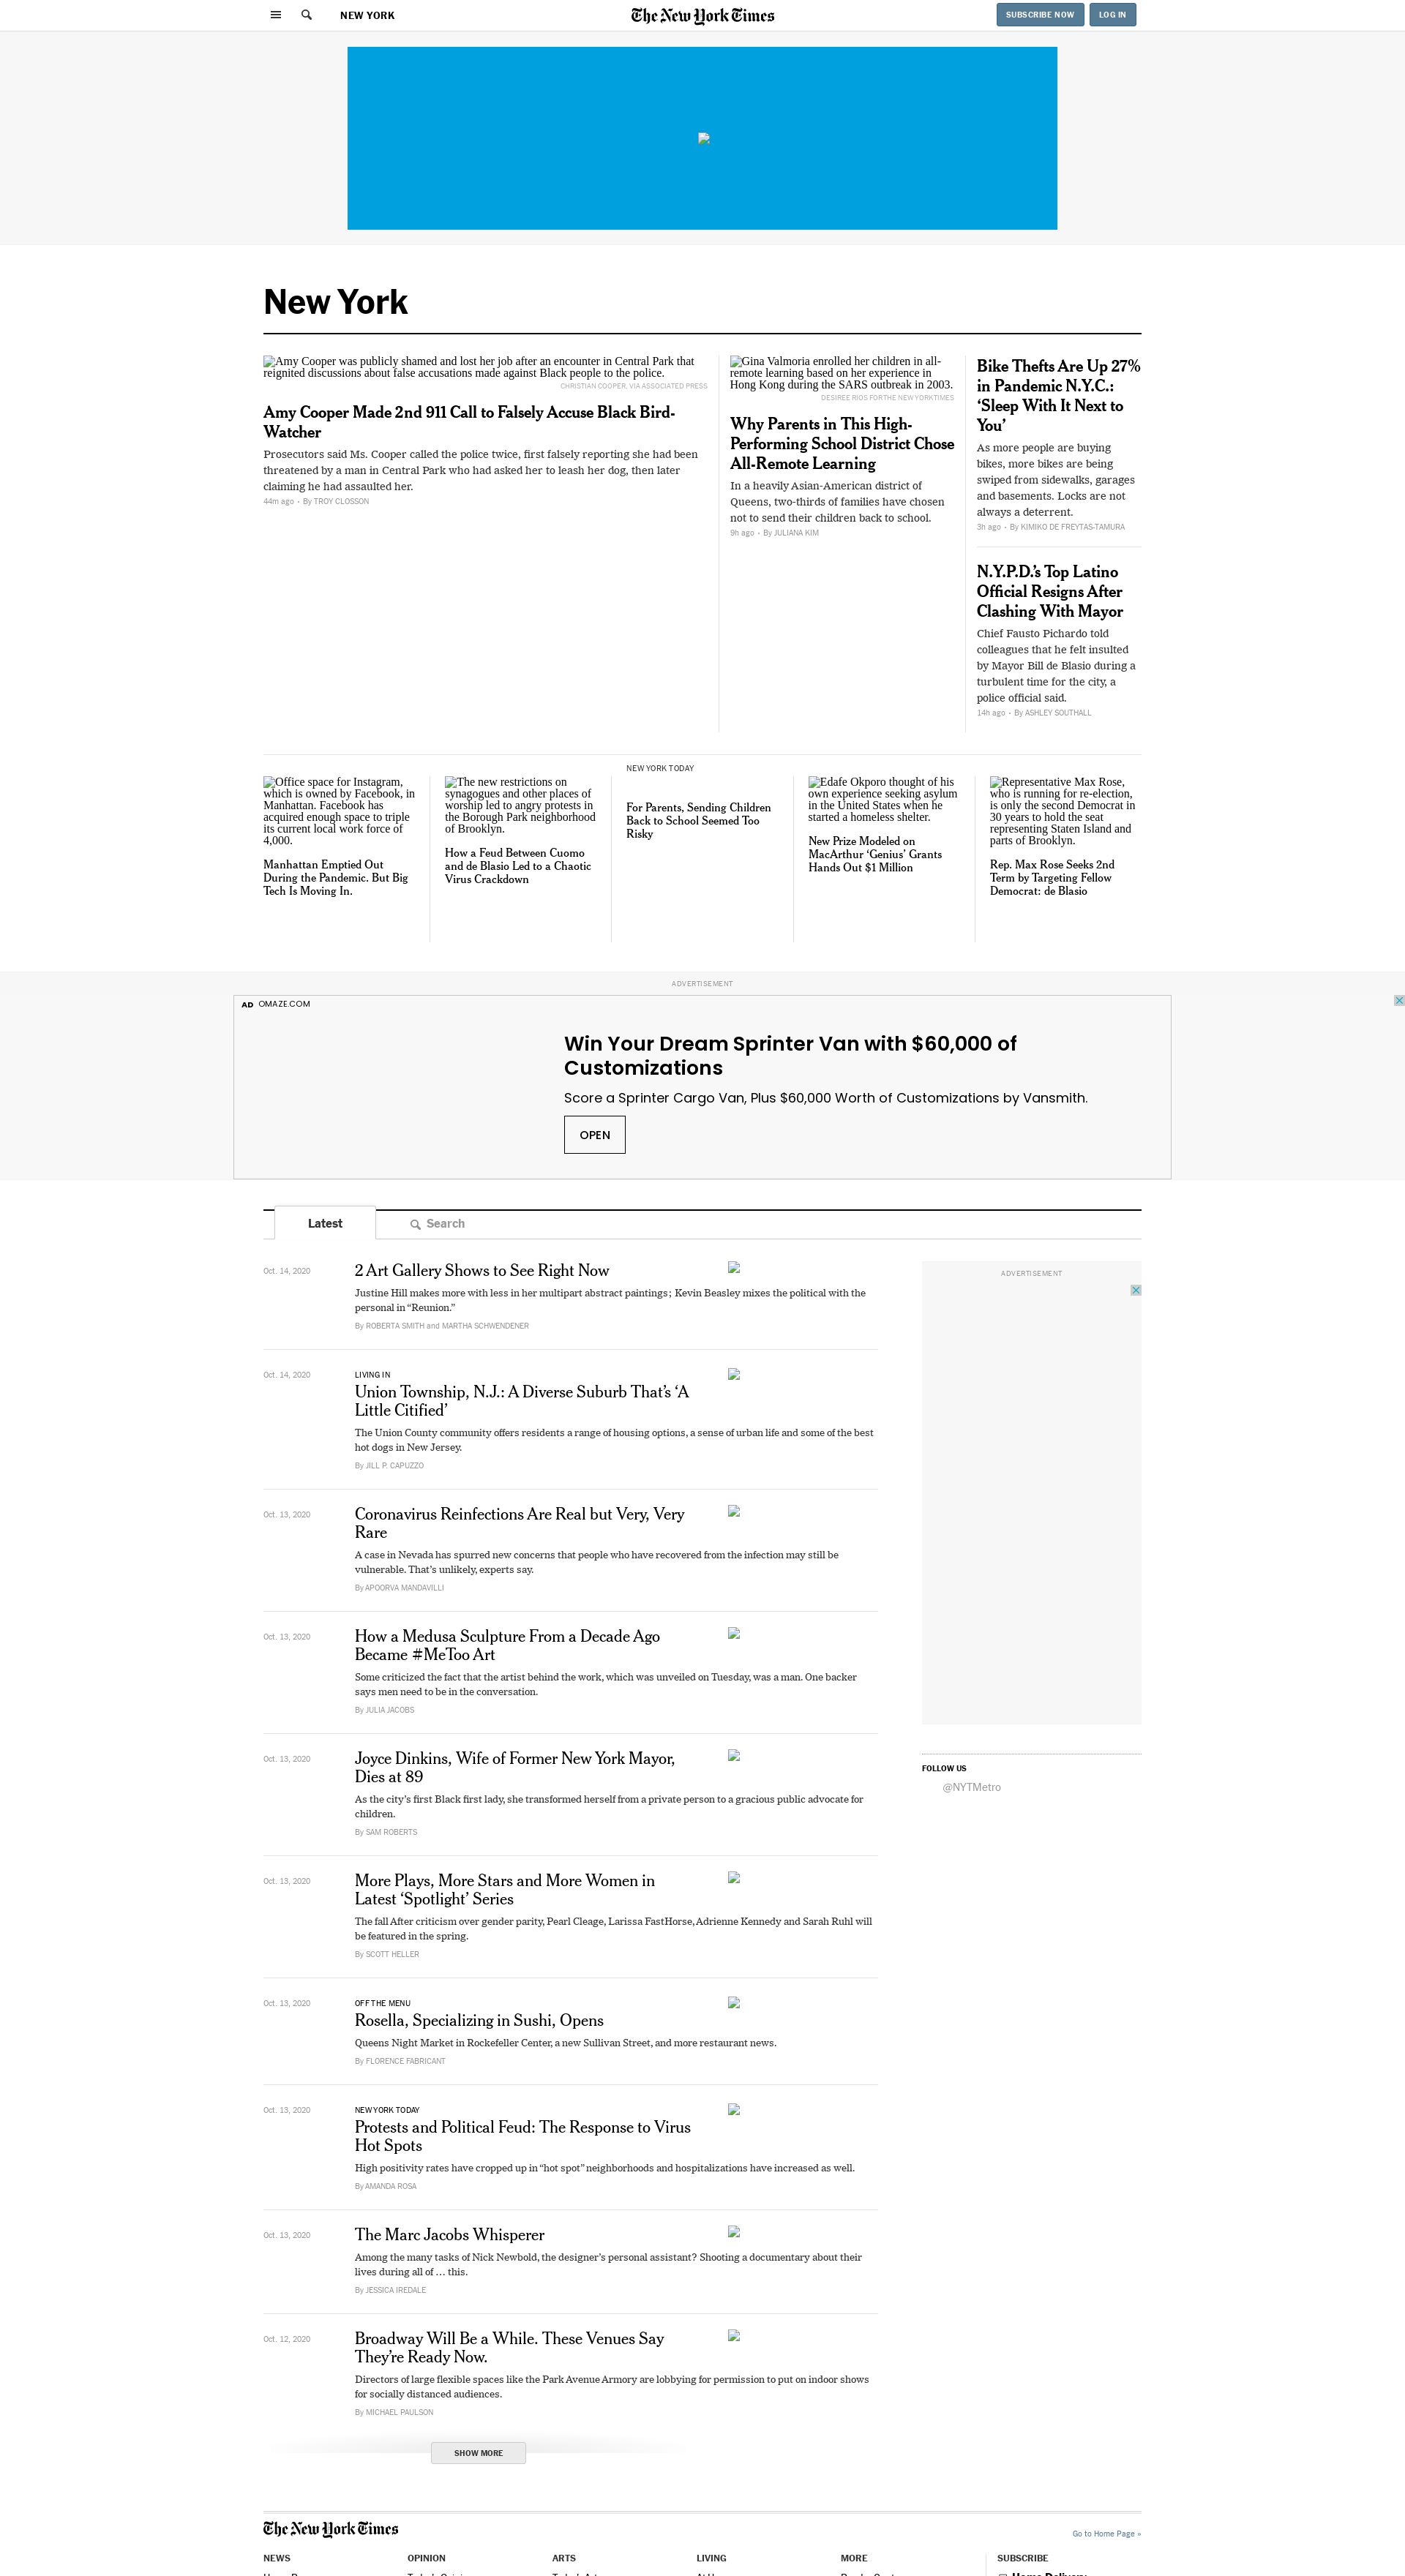 NEW YORK
The New York Times
SUBSCRIBE NOW
LOG IN
New York
Amy Cooper was publicly shamed and lost her job after an encounter in Central Park that
reignited discussions about false accusations made against Black people to the police.
CHRISTIAN COOPER, VIA ASSOCIATED PRESS
Amy Cooper Made 2nd 911 Call to Falsely Accuse Black Bird-
Watcher
Prosecutors said Ms. Cooper called the police twice, first falsely reporting she had been
threatened by a man in Central Park who had asked her to leash her dog, then later
claiming he had assaulted her.
44m ago • By TROY CLOSSON
Gina Valmoria enrolled her children in all-
remote learning based on her experience in
Hong Kong during the SARS outbreak in 2003.
DESIREE RIOS FOR THE NEW YORK TIMES
Why Parents in This High-
Performing School District Chose
All-Remote Learning
In a heavily Asian-American district of
Queens, two-thirds of families have chosen
not to send their children back to school.
9h ago • By JULIANA KIM
Bike Thefts Are Up 27%
in Pandemic N.Y.C.:
‘Sleep With It Next to
You’
As more people are buying
bikes, more bikes are being
swiped from sidewalks, garages
and basements. Locks are not
always a deterrent.
3h ago • By KIMIKO DE FREYTAS-TAMURA
N.Y.P.D.’s Top Latino
Official Resigns After
Clashing With Mayor
Chief Fausto Pichardo told
colleagues that he felt insulted
by Mayor Bill de Blasio during a
turbulent time for the city, a
police official said.
14h ago • By ASHLEY SOUTHALL
Office space for Instagram,
which is owned by Facebook, in
Manhattan. Facebook has
acquired enough space to triple
its current local work force of
4,000.
Manhattan Emptied Out
During the Pandemic. But Big
Tech Is Moving In.
The new restrictions on
synagogues and other places of
worship led to angry protests in
the Borough Park neighborhood
of Brooklyn.
How a Feud Between Cuomo
and de Blasio Led to a Chaotic
Virus Crackdown
NEW YORK TODAY
For Parents, Sending Children
Back to School Seemed Too
Risky
Edafe Okporo thought of his
own experience seeking asylum
in the United States when he
started a homeless shelter.
New Prize Modeled on
MacArthur ‘Genius’ Grants
Hands Out $1 Million
Representative Max Rose,
who is running for re-election,
is only the second Democrat in
30 years to hold the seat
representing Staten Island and
parts of Brooklyn.
Rep. Max Rose Seeks 2nd
Term by Targeting Fellow
Democrat: de Blasio
ADVERTISEMENT
AD OMAZE.COM
Win Your Dream Sprinter Van with $60,000 of
Customizations
Score a Sprinter Cargo Van, Plus $60,000 Worth of Customizations by Vansmith.
OPEN
Latest
Search
Oct. 14, 2020
2 Art Gallery Shows to See Right Now
Justine Hill makes more with less in her multipart abstract paintings; Kevin Beasley mixes the political with the
personal in “Reunion.”
By ROBERTA SMITH and MARTHA SCHWENDENER
ADVERTISEMENT
Oct. 14, 2020
LIVING IN
Union Township, N.J.: A Diverse Suburb That’s ‘A
Little Citified’
The Union County community offers residents a range of housing options, a sense of urban life and some of the best
hot dogs in New Jersey.
By JILL P. CAPUZZO
Oct. 13, 2020
Coronavirus Reinfections Are Real but Very, Very
Rare
A case in Nevada has spurred new concerns that people who have recovered from the infection may still be
vulnerable. That’s unlikely, experts say.
By APOORVA MANDAVILLI
Oct. 13, 2020
How a Medusa Sculpture From a Decade Ago
Became #MeToo Art
Some criticized the fact that the artist behind the work, which was unveiled on Tuesday, was a man. One backer
says men need to be in the conversation.
By JULIA JACOBS
Oct. 13, 2020
Joyce Dinkins, Wife of Former New York Mayor,
Dies at 89
As the city’s first Black first lady, she transformed herself from a private person to a gracious public advocate for
children.
By SAM ROBERTS
FOLLOW US
@NYTMetro
Oct. 13, 2020
More Plays, More Stars and More Women in
Latest ‘Spotlight’ Series
The fall After criticism over gender parity, Pearl Cleage, Larissa FastHorse, Adrienne Kennedy and Sarah Ruhl will
be featured in the spring.
By SCOTT HELLER
Oct. 13, 2020
OFF THE MENU
Rosella, Specializing in Sushi, Opens
Queens Night Market in Rockefeller Center, a new Sullivan Street, and more restaurant news.
By FLORENCE FABRICANT
Oct. 13, 2020
NEW YORK TODAY
Protests and Political Feud: The Response to Virus
Hot Spots
High positivity rates have cropped up in “hot spot” neighborhoods and hospitalizations have increased as well.
By AMANDA ROSA
Oct. 13, 2020
The Marc Jacobs Whisperer
Among the many tasks of Nick Newbold, the designer’s personal assistant? Shooting a documentary about their
lives during all of … this.
By JESSICA IREDALE
Oct. 12, 2020
Broadway Will Be a While. These Venues Say
They’re Ready Now.
Directors of large flexible spaces like the Park Avenue Armory are lobbying for permission to put on indoor shows
for socially distanced audiences.
By MICHAEL PAULSON
SHOW MORE
The New York Times
Go to Home Page »
NEWS
OPINION
ARTS
LIVING
MORE
SUBSCRIBE